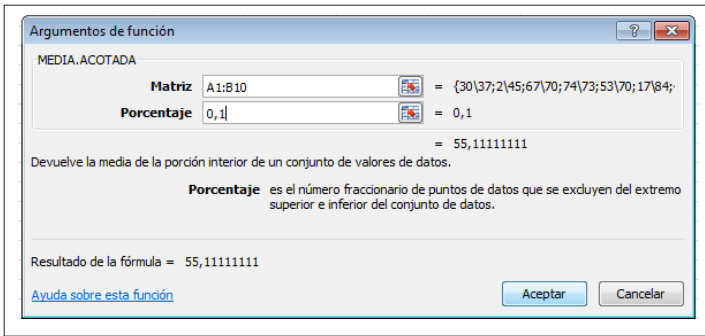 Argumentos de función
MEDIA.ACOTADA
Matriz A1:B10 = {30\37;2\45;67\70;74\73;53\70;17\84;
Porcentaje 0,1 = 0,1
= 55,11111111
Devuelve la media de la porción interior de un conjunto de valores de datos.
Porcentaje es el número fraccionario de puntos de datos que se excluyen del extremo
superior e inferior del conjunto de datos.
Resultado de la fórmula = 55,11111111
Ayuda sobre esta función Aceptar Cancelar